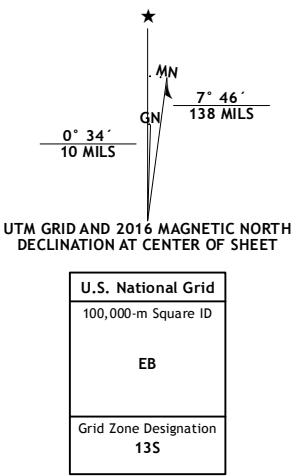 ★
MN
GN
7° 46´
138 MILS
0° 34´
10 MILS
UTM GRID AND 2016 MAGNETIC NORTH
DECLINATION AT CENTER OF SHEET
U.S. National Grid
100,000-m Square ID
EB
Grid Zone Designation
13S